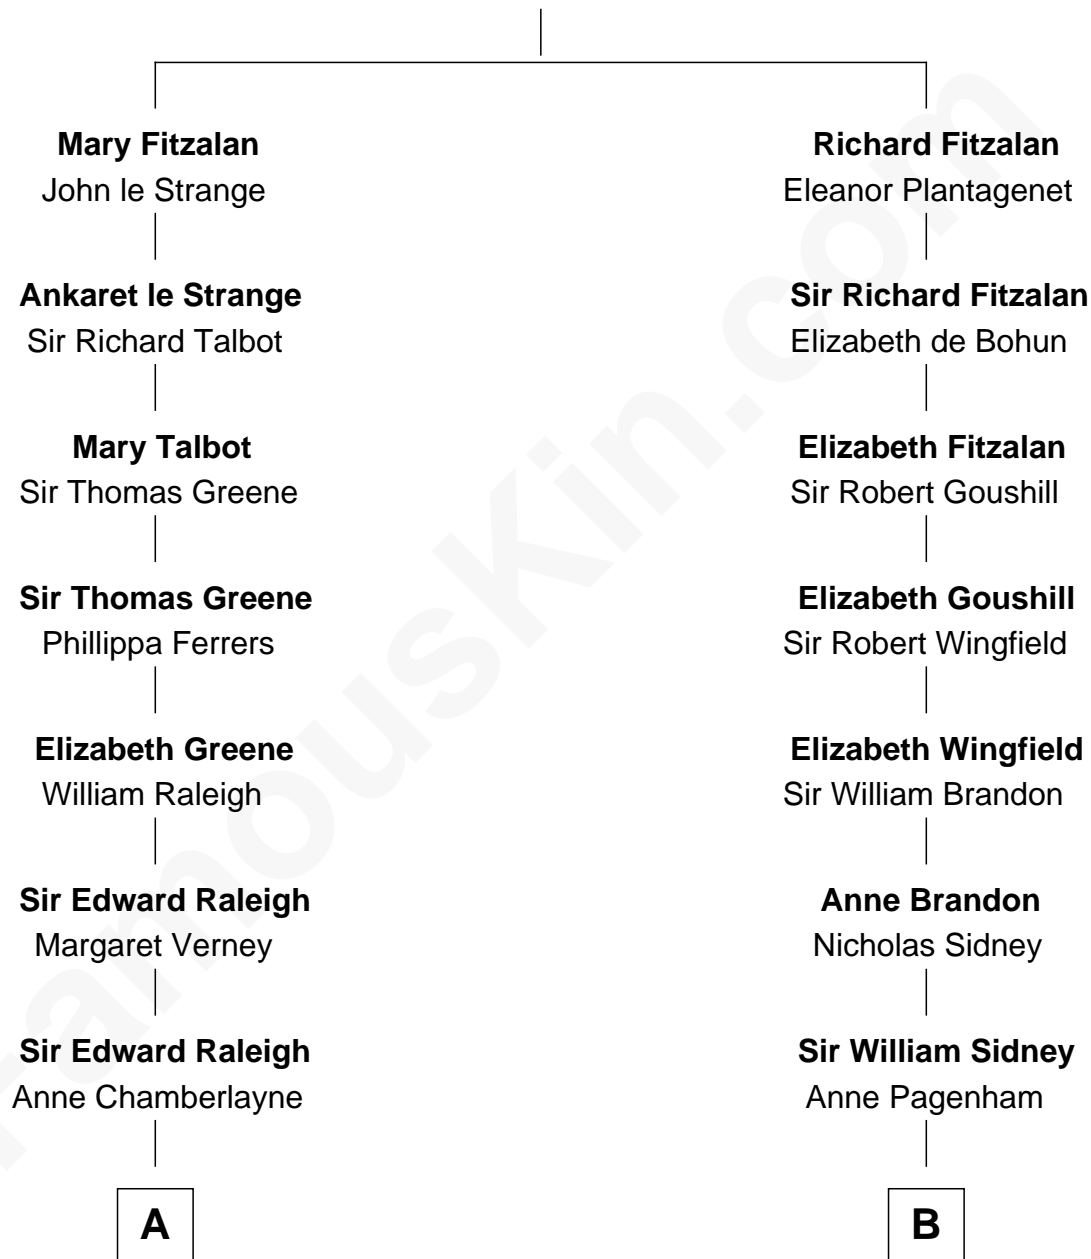 Mary Fitzalan
John le Strange
Richard Fitzalan
Eleanor Plantagenet
Ankaret le Strange
Sir Richard Talbot
Sir Richard Fitzalan
Elizabeth de Bohun
Mary Talbot
Sir Thomas Greene
Elizabeth Fitzalan
Sir Robert Goushill
Sir Thomas Greene
Phillippa Ferrers
Elizabeth Goushill
Sir Robert Wingfield
Elizabeth Greene
William Raleigh
Elizabeth Wingfield
Sir William Brandon
Sir Edward Raleigh
Margaret Verney
Anne Brandon
Nicholas Sidney
Sir Edward Raleigh
Anne Chamberlayne
Sir William Sidney
Anne Pagenham
A
B
FamousKin.com